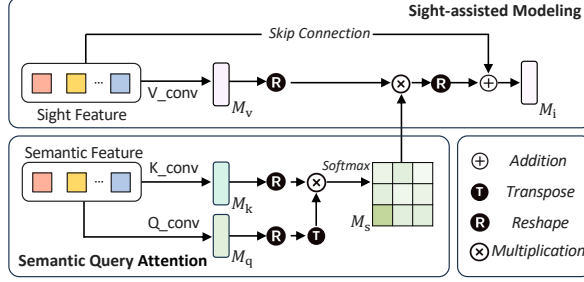 Sight-assisted Modeling
Skip Connection
...
Sight Feature
V_conv
M_v
R
R
M_i
Semantic Feature
...
K_conv
M_k
R
Softmax
M_s
Q_conv
M_q
R
T
Semantic Query Attention
Addition
T Transpose
R Reshape
Multiplication